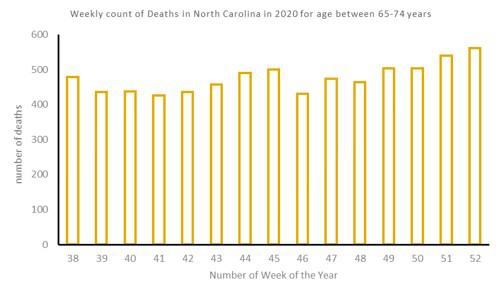 Weekly count of Deaths in North Carolina in 2020 for age between 65-74 years
600
500
400
300
200
100
0
number of deaths
38 39 40 41 42 43 44 45 46 47 48 49 50 51 52
Number of Week of the Year